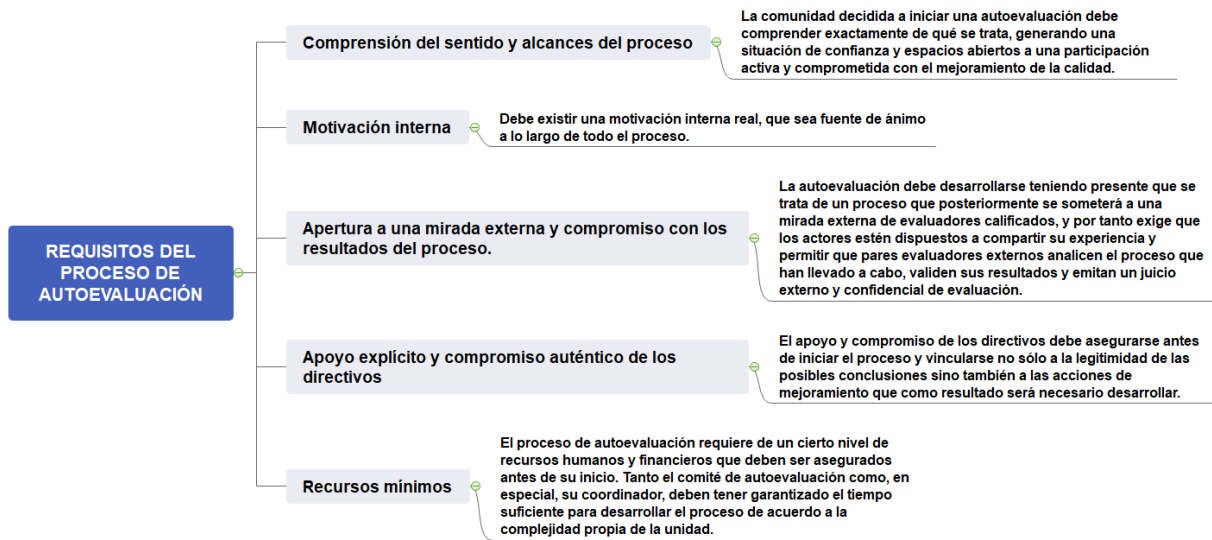 REQUISITOS DEL
PROCESO DE
AUTOEVALUACIÓN
Comprensión del sentido y alcances del proceso
La comunidad decidida a iniciar una autoevaluación debe
comprender exactamente de qué se trata, generando una
situación de confianza y espacios abiertos a una participación
activa y comprometida con el mejoramiento de la calidad.
Motivación interna
Debe existir una motivación interna real, que sea fuente de ánimo
a lo largo de todo el proceso.
Apertura a una mirada externa y compromiso con los
resultados del proceso.
La autoevaluación debe desarrollarse teniendo presente que se
trata de un proceso que posteriormente se someterá a una
mirada externa de evaluadores calificados, y por tanto exige que
los actores estén dispuestos a compartir su experiencia y
permitir que pares evaluadores externos analicen el proceso que
han llevado a cabo, validen sus resultados y emitan un juicio
externo y confidencial de evaluación.
Apoyo explícito y compromiso auténtico de los
directivos
El apoyo y compromiso de los directivos debe asegurarse antes
de iniciar el proceso y vincularse no sólo a la legitimidad de las
posibles conclusiones sino también a las acciones de
mejoramiento que como resultado será necesario desarrollar.
Recursos mínimos
El proceso de autoevaluación requiere de un cierto nivel de
recursos humanos y financieros que deben ser asegurados
antes de su inicio. Tanto el comité de autoevaluación como, en
especial, su coordinador, deben tener garantizado el tiempo
suficiente para desarrollar el proceso de acuerdo a la
complejidad propia de la unidad.